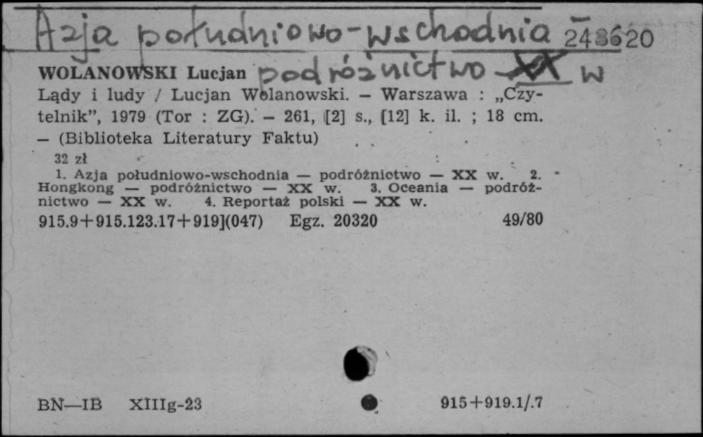 Azja południowo-wschodnia 248620
podróżnictwo - XX w
WOLANOWSKI Lucjan
Lądy i ludy / Lucjan Wolanowski. — Warszawa : „Czy-
telnik”, 1979 (Tor : ZG). — 261, [2] s., [12] k. il. ; 18 cm.
— (Biblioteka Literatury Faktu)
32 zł
1. Azja południowo-wschodnia — podróżnictwo — XX w. 2.
Hongkong — podróżnictwo — XX w. 3. Oceania — podróż-
nictwo — XX w. 4. Reportaż polski — XX w.
915.9+915.123.17+919](047) Egz. 20320 49/80
BN—IB XIIIg-23 915+919.1/.7